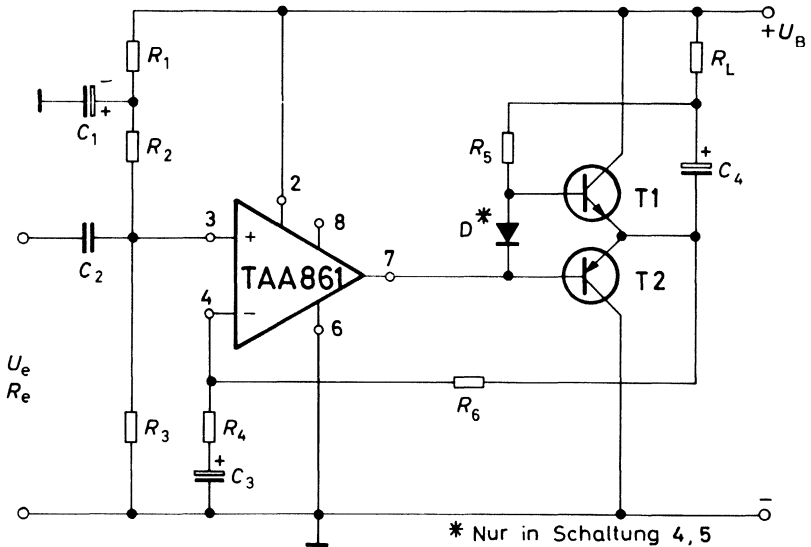 +U_B
R_1
R_L
−
+
C_1
R_2
R_5
+
C_4
2
8
T1
3
+
D*
7
C_2
TAA861
T2
4
−
6
U_e
R_e
R_6
R_3
R_4
+
C_3
−
* Nur in Schaltung 4,5